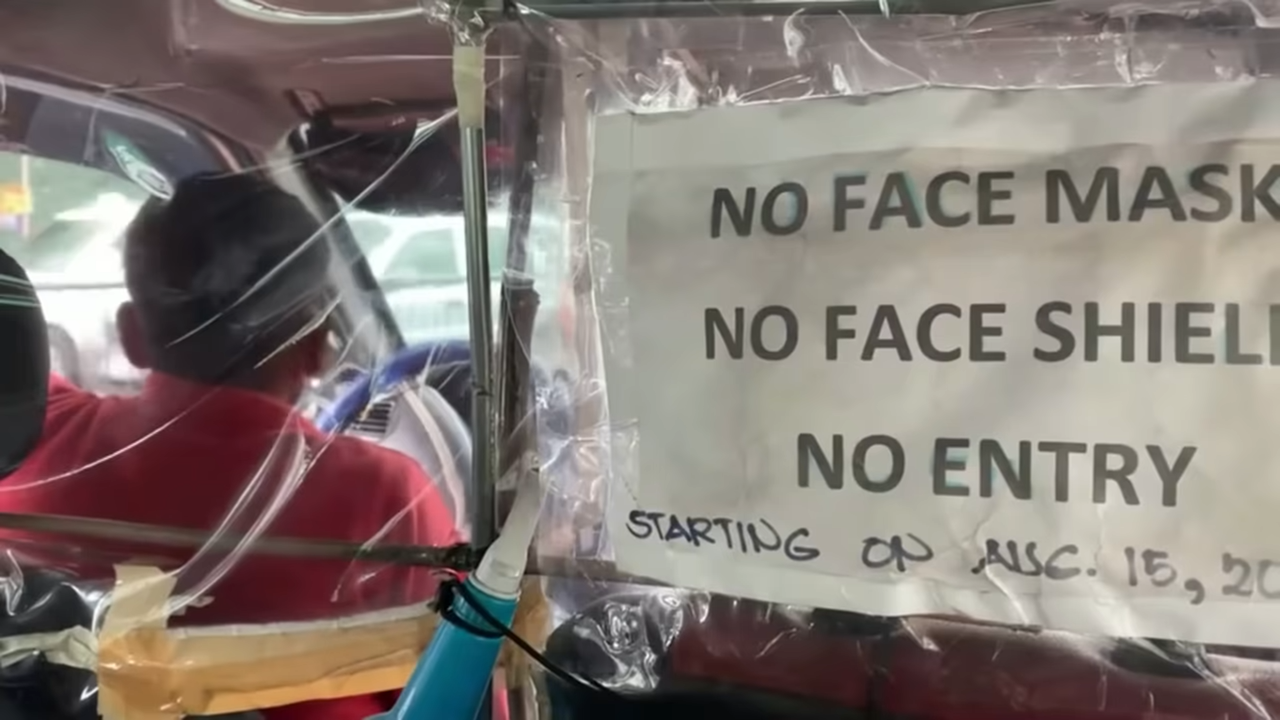 NO FACE MASK
NO FACE SHIEL
NO ENTRY
STARTING ON AUG. 15, 20